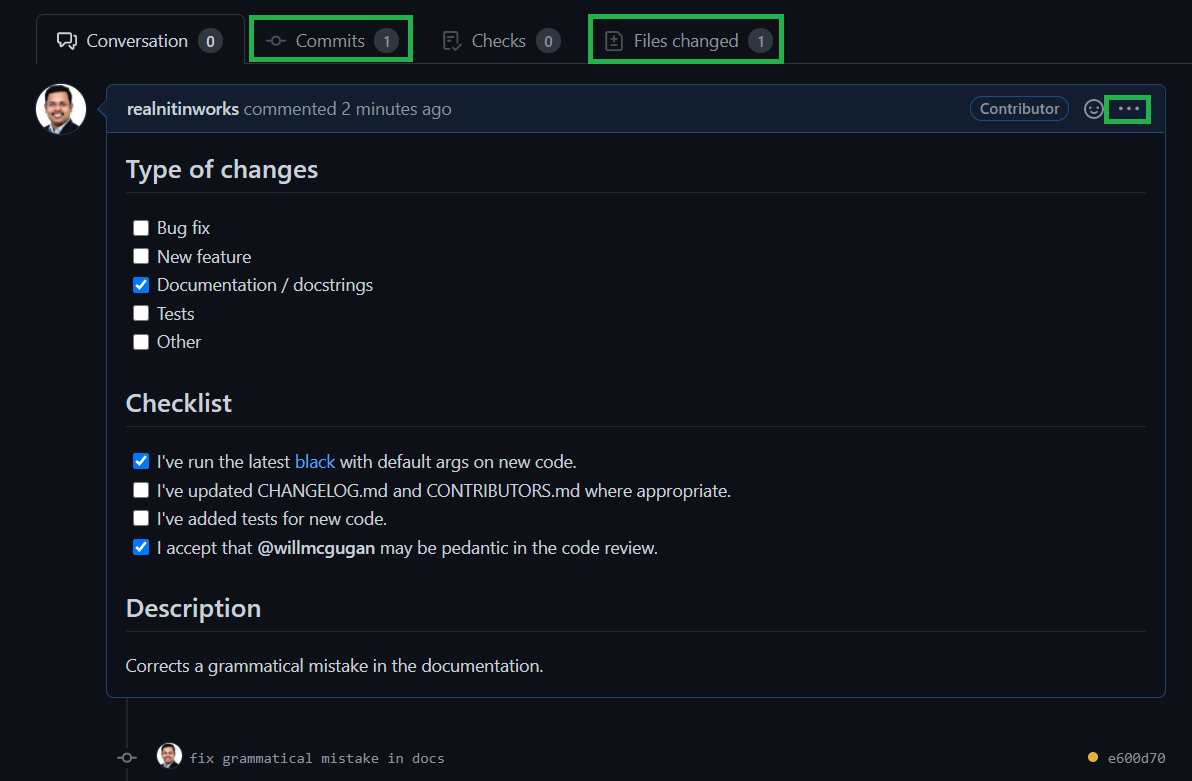 Conversation 0 Commits 1 Checks 0 Files changed 1
realnitinworks commented 2 minutes ago Contributor
Type of changes
Bug fix
New feature
Documentation / docstrings
Tests
Other
Checklist
I've run the latest black with default args on new code.
I've updated CHANGELOG.md and CONTRIBUTORS.md where appropriate.
I've added tests for new code.
I accept that @willmcgugan may be pedantic in the code review.
Description
Corrects a grammatical mistake in the documentation.
fix grammatical mistake in docs e600d70